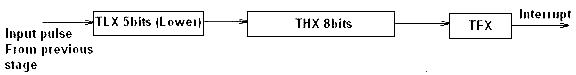 TLX 5bits (Lower)
THX 8bits
TFX
Interrupt
Input pulse
From previous
stage